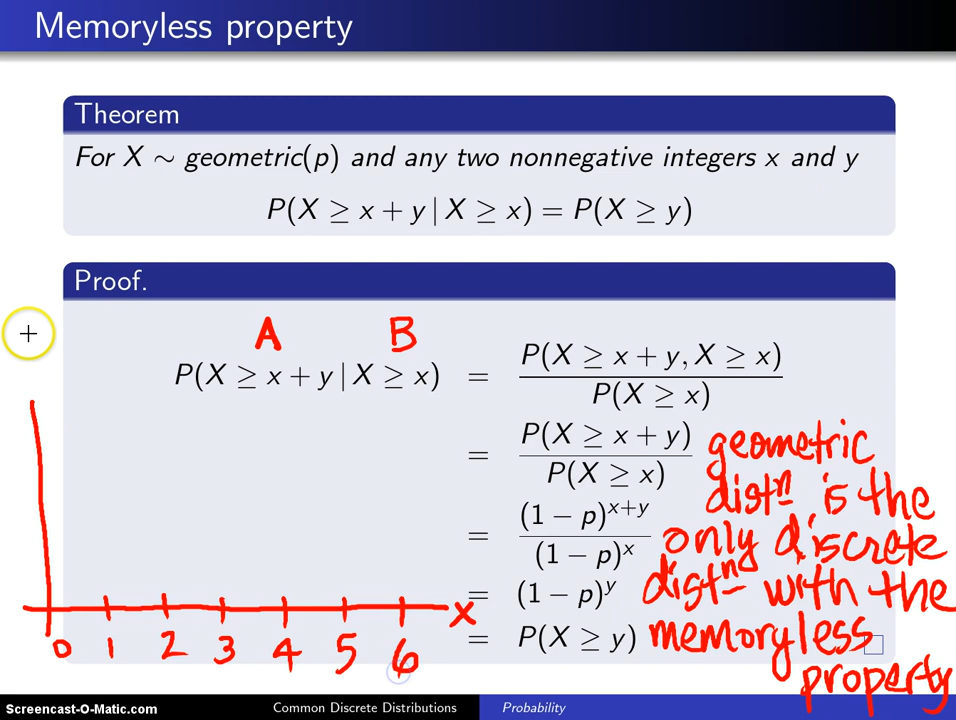 Memoryless property
Theorem
For X ∼ geometric(p) and any two nonnegative integers x and y
P(X ≥ x + y | X ≥ x) = P(X ≥ y)
Proof.
A B
P(X ≥ x + y | X ≥ x) = P(X ≥ x + y, X ≥ x)
P(X ≥ x)
= P(X ≥ x + y)
P(X ≥ x)
= (1 − p)^{x+y}
(1 − p)^x
= (1 − p)^y
= P(X ≥ y)
geometric
distⁿ is the
only discrete
distⁿ with the
memoryless
property
x
0 1 2 3 4 5 6
Screencast-O-Matic.com Common Discrete Distributions Probability